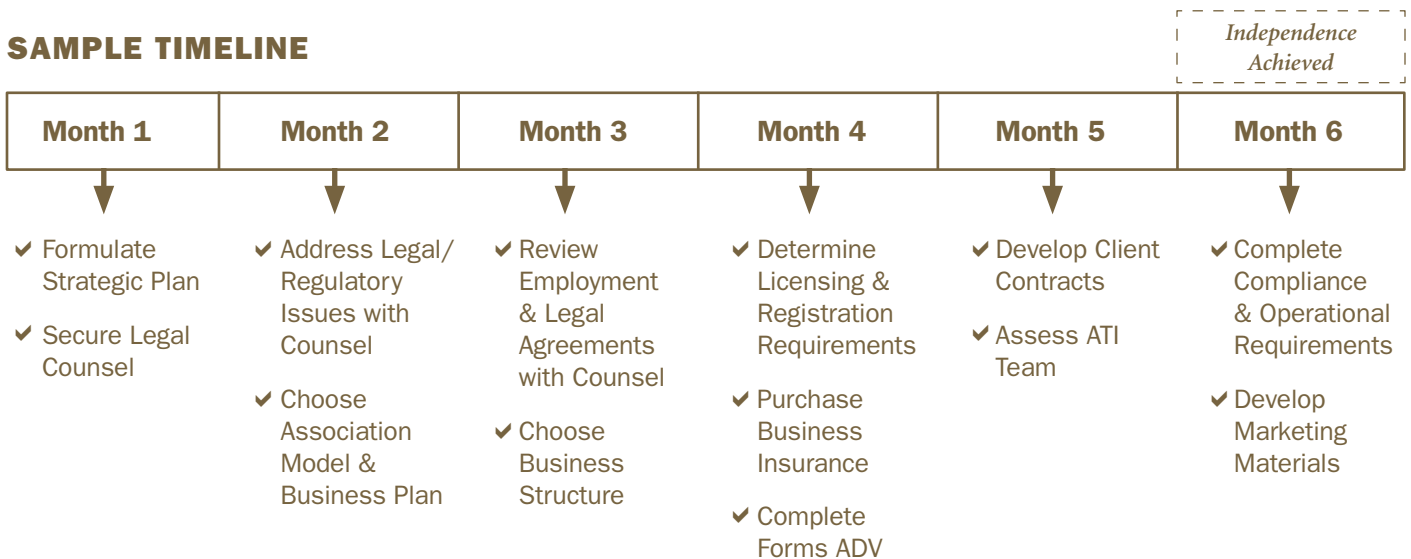 SAMPLE TIMELINE
Independence
Achieved
Month 1
Month 2
Month 3
Month 4
Month 5
Month 6
Formulate
Strategic Plan
Secure Legal
Counsel
Address Legal/
Regulatory
Issues with
Counsel
Choose
Association
Model &
Business Plan
Review
Employment
& Legal
Agreements
with Counsel
Choose
Business
Structure
Determine
Licensing &
Registration
Requirements
Purchase
Business
Insurance
Complete
Forms ADV
Develop Client
Contracts
Assess ATI
Team
Complete
Compliance
& Operational
Requirements
Develop
Marketing
Materials